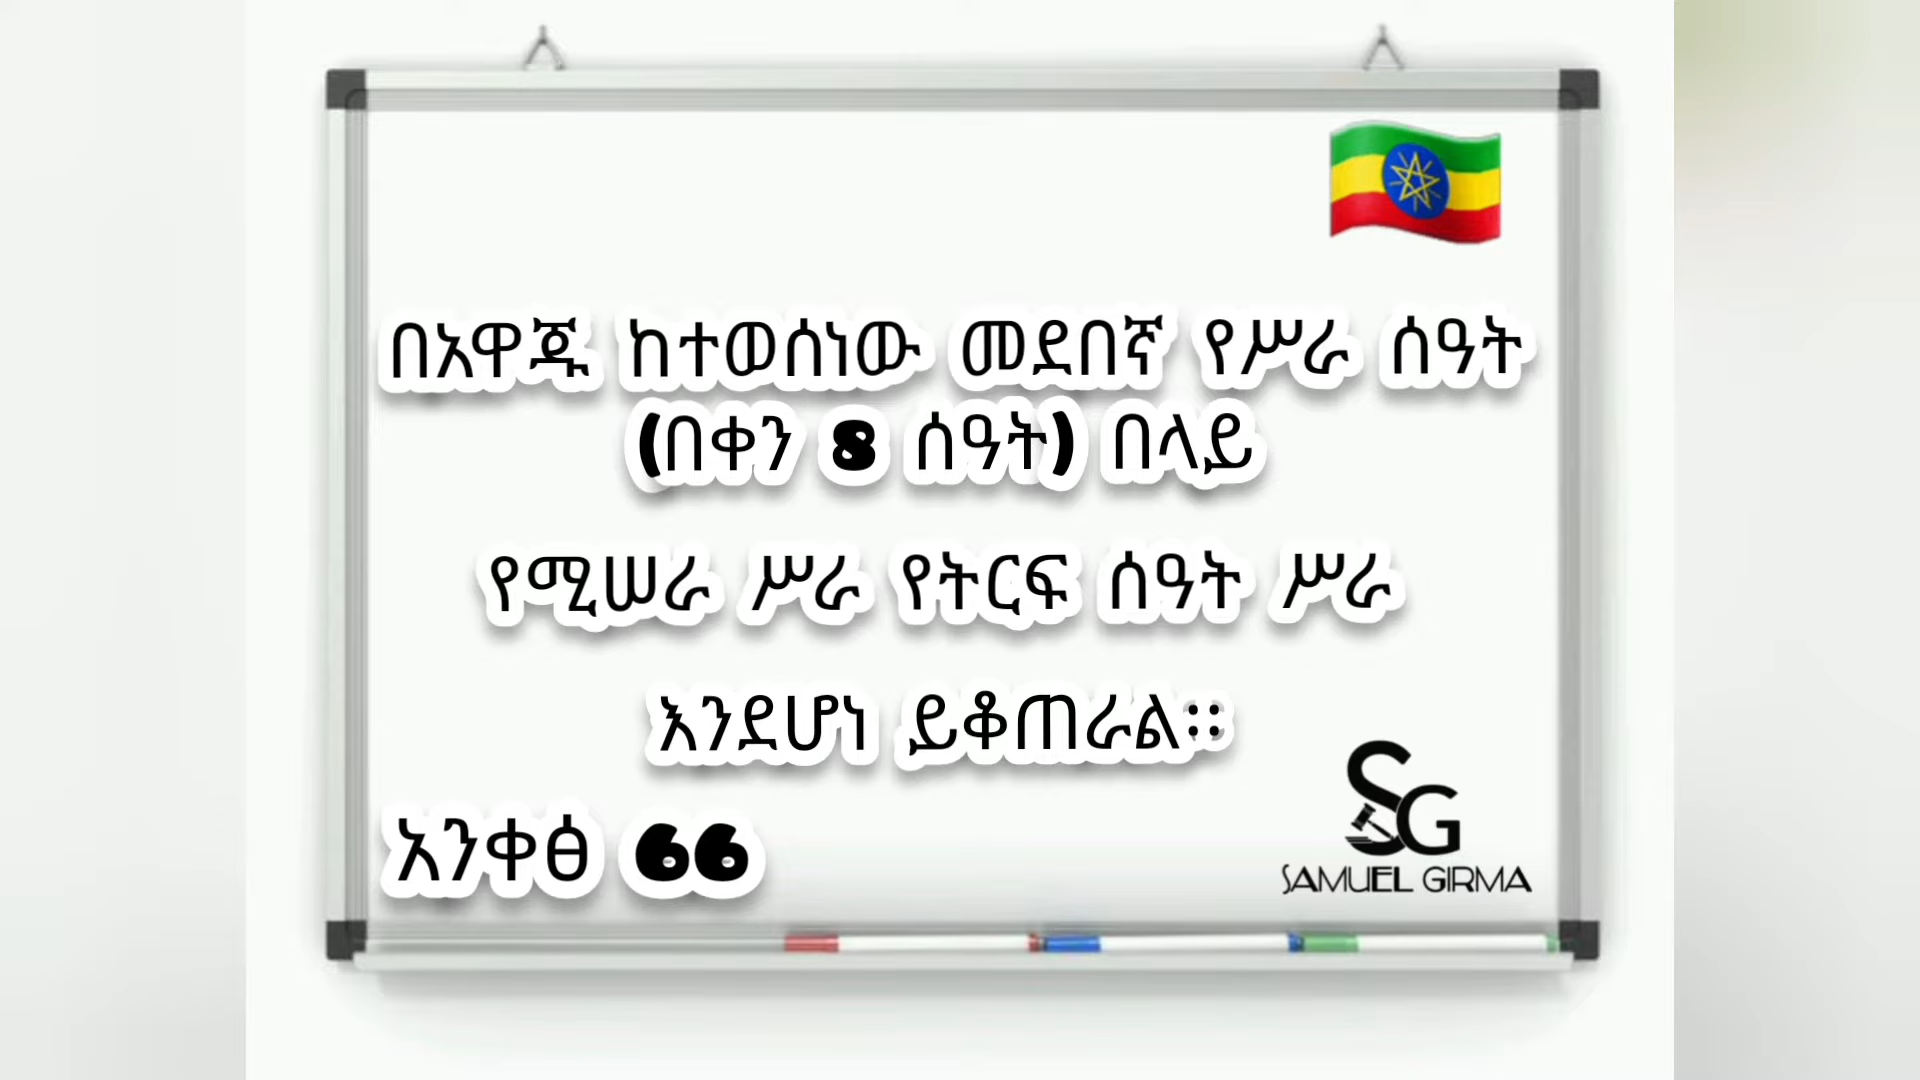 በአዋጁ ከተወሰነው መደበኛ የሥራ ሰዓት
(በቀን 8 ሰዓት) በላይ
የሚሠራ ሥራ የትርፍ ሰዓት ሥራ
እንደሆነ ይቆጠራል፡፡
አንቀፅ 66
SG
SAMUEL GIRMA